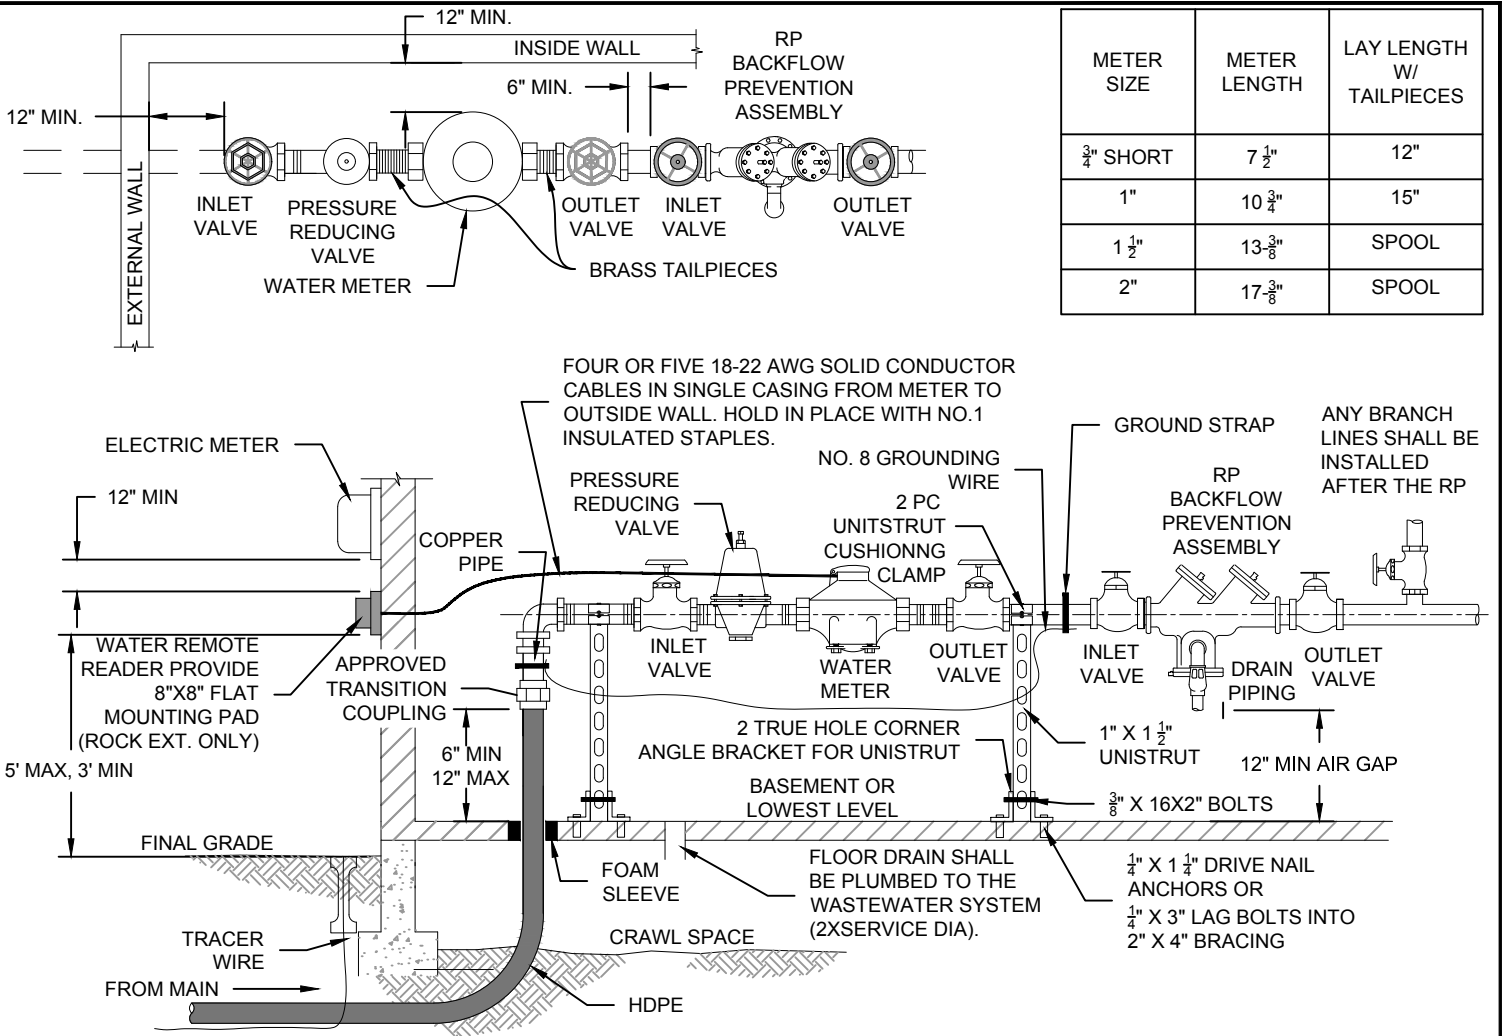 12" MIN.
INSIDE WALL
RP
BACKFLOW
PREVENTION
ASSEMBLY
6" MIN.
12" MIN.
EXTERNAL WALL
INLET
VALVE
PRESSURE
REDUCING
VALVE
WATER METER
OUTLET
VALVE
INLET
VALVE
OUTLET
VALVE
BRASS TAILPIECES
METER
SIZE
METER
LENGTH
LAY LENGTH
W/
TAILPIECES
3/4" SHORT 7 1/2" 12"
1" 10 3/4" 15"
1 1/2" 13-3/8" SPOOL
2" 17-3/8" SPOOL
FOUR OR FIVE 18-22 AWG SOLID CONDUCTOR
CABLES IN SINGLE CASING FROM METER TO
OUTSIDE WALL. HOLD IN PLACE WITH NO.1
INSULATED STAPLES.
ELECTRIC METER
12" MIN
COPPER
PIPE
PRESSURE
REDUCING
VALVE
NO. 8 GROUNDING
WIRE
2 PC
UNITSTRUT
CUSHIONNG
CLAMP
GROUND STRAP
RP
BACKFLOW
PREVENTION
ASSEMBLY
ANY BRANCH
LINES SHALL BE
INSTALLED
AFTER THE RP
WATER REMOTE
READER PROVIDE
8"X8" FLAT
MOUNTING PAD
(ROCK EXT. ONLY)
5' MAX, 3' MIN
APPROVED
TRANSITION
COUPLING
INLET
VALVE
WATER
METER
OUTLET
VALVE
INLET
VALVE
DRAIN
PIPING
OUTLET
VALVE
6" MIN
12" MAX
2 TRUE HOLE CORNER
ANGLE BRACKET FOR UNISTRUT
1" X 1 1/2"
UNISTRUT
12" MIN AIR GAP
BASEMENT OR
LOWEST LEVEL
3/8" X 16X2" BOLTS
FINAL GRADE
FOAM
SLEEVE
FLOOR DRAIN SHALL
BE PLUMBED TO THE
WASTEWATER SYSTEM
(2XSERVICE DIA).
1/4" X 1 1/4" DRIVE NAIL
ANCHORS OR
1/4" X 3" LAG BOLTS INTO
2" X 4" BRACING
TRACER
WIRE
CRAWL SPACE
FROM MAIN
HDPE